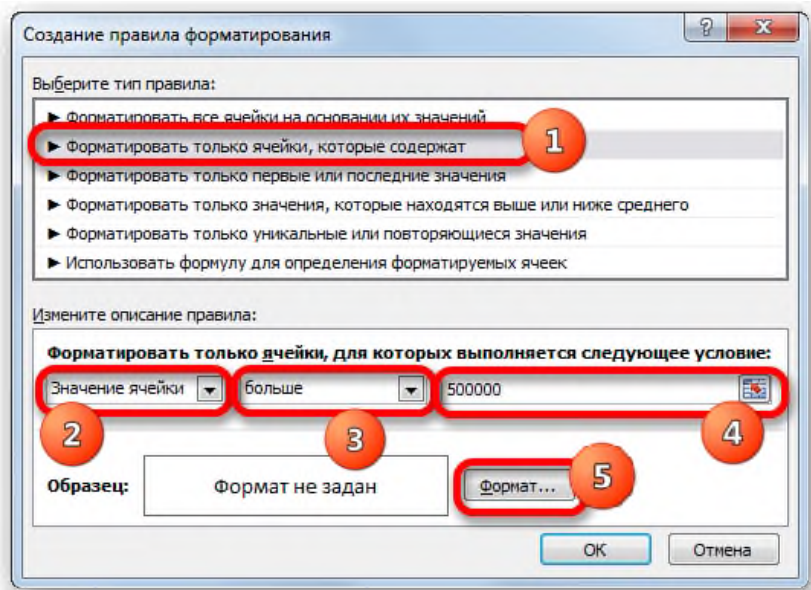 Создание правила форматирования
Выберите тип правила:
► Форматировать все ячейки на основании их значений
► Форматировать только ячейки, которые содержат
1
► Форматировать только первые или последние значения
► Форматировать только значения, которые находятся выше или ниже среднего
► Форматировать только уникальные или повторяющиеся значения
► Использовать формулу для определения форматируемых ячеек
Измените описание правила:
Форматировать только ячейки, для которых выполняется следующее условие:
Значение ячейки больше 500000
2 3 4
Образец: Формат не задан Формат... 5
ОК Отмена